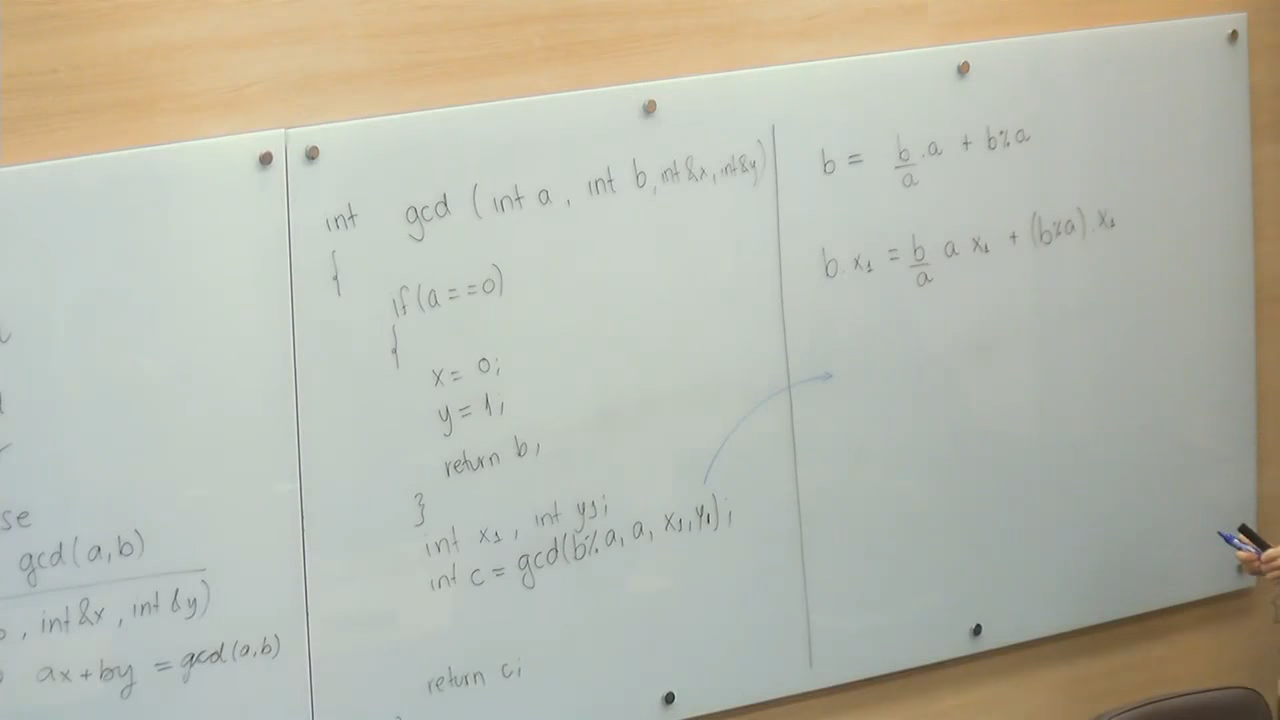 se
gcd(a,b)
, int &x, int &y)
ax+by = gcd(a,b)
int gcd (int a, int b, int &x, int &y)
{
if(a==0)
{
x= 0;
y= 1;
return b;
}
int x₁, int y₁;
int c = gcd(b%a, a, x₁, y₁);
return c;
b = b/a · a + b%a
b·x₁ = b/a a x₁ + (b%a)·x₁